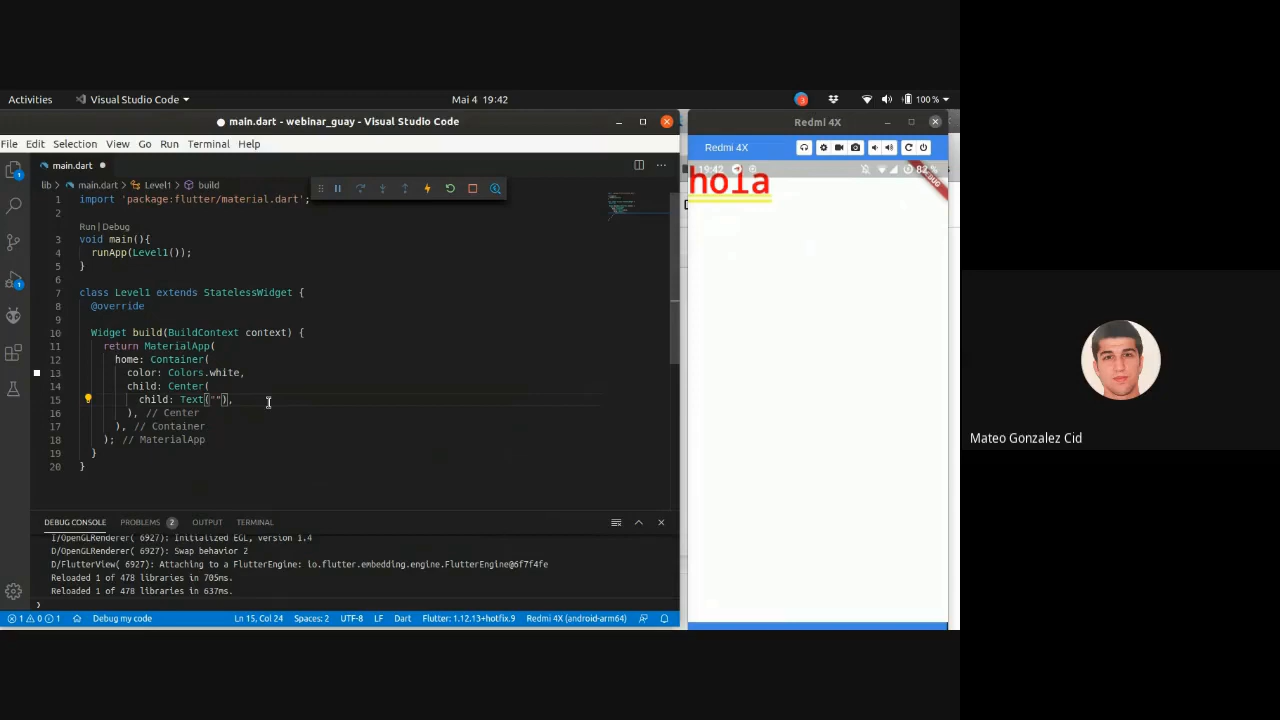 Activities
Visual Studio Code
Mai 4 19:42
3
100 %
main.dart - webinar_guay - Visual Studio Code
Redmi 4X
File Edit Selection View Go Run Terminal Help
Redmi 4X
main.dart
19:42
82 %
hola
lib > main.dart > Level1 > build
1 import 'package:flutter/material.dart';
2
Run | Debug
3 void main(){
4 runApp(Level1());
5 }
6
7 class Level1 extends StatelessWidget {
8 @override
9
10 Widget build(BuildContext context) {
11 return MaterialApp(
12 home: Container(
13 color: Colors.white,
14 child: Center(
15 child: Text(""),
16 ), // Center
17 ), // Container
18 ); // MaterialApp
19 }
20 }
Mateo Gonzalez Cid
DEBUG CONSOLE PROBLEMS 2 OUTPUT TERMINAL
I/OpenGLRenderer( 6927): Initialized EGL, version 1.4
D/OpenGLRenderer( 6927): Swap behavior 2
D/FlutterView( 6927): Attaching to a FlutterEngine: io.flutter.embedding.engine.FlutterEngine@6f7f4fe
Reloaded 1 of 478 libraries in 705ms.
Reloaded 1 of 478 libraries in 637ms.
1 0 1 Debug my code Ln 15, Col 24 Spaces: 2 UTF-8 LF Dart Flutter: 1.12.13+hotfix.9 Redmi 4X (android-arm64)